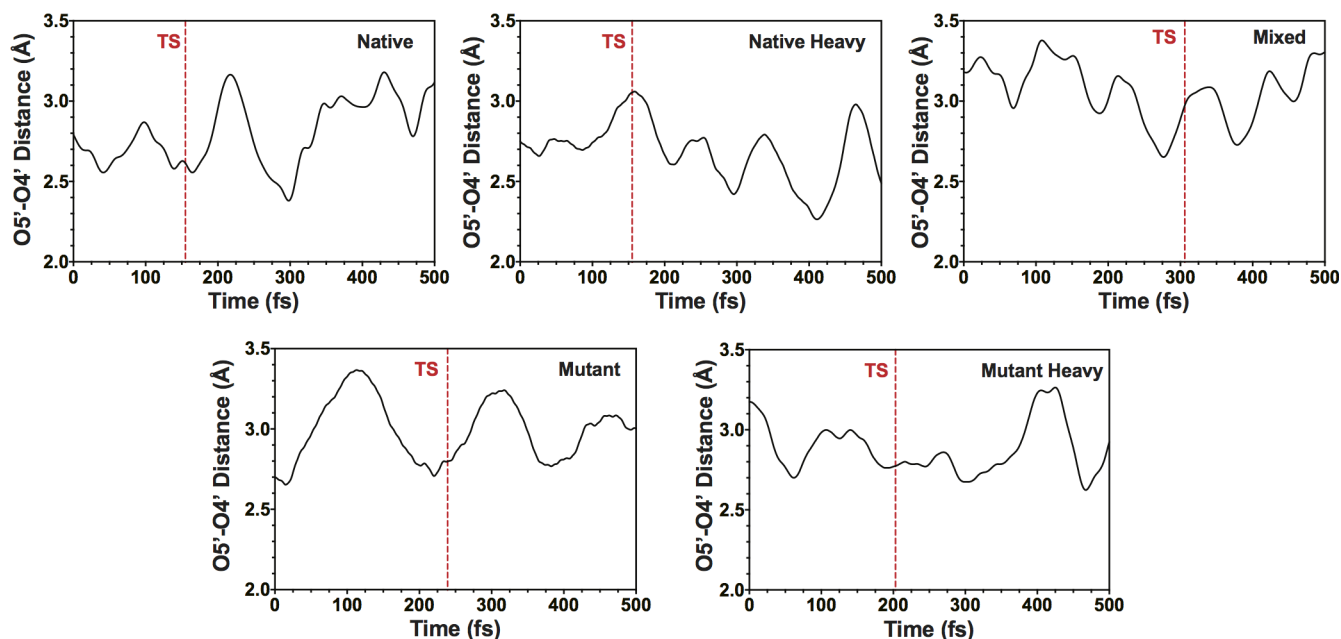 O5'-O4' Distance (Å)
3.5
3.0
2.5
2.0
TS
Native
0 100 200 300 400 500
Time (fs)
O5'-O4' Distance (Å)
3.5
3.0
2.5
2.0
TS
Native Heavy
0 100 200 300 400 500
Time (fs)
O5'-O4' Distance (Å)
3.5
3.0
2.5
2.0
TS
Mixed
0 100 200 300 400 500
Time (fs)
O5'-O4' Distance (Å)
3.5
3.0
2.5
2.0
TS
Mutant
0 100 200 300 400 500
Time (fs)
O5'-O4' Distance (Å)
3.5
3.0
2.5
2.0
TS
Mutant Heavy
0 100 200 300 400 500
Time (fs)